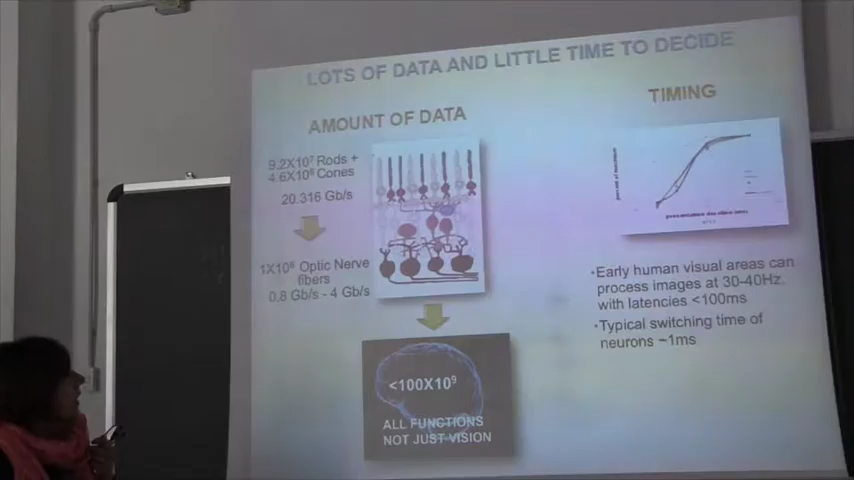 LOTS OF DATA AND LITTLE TIME TO DECIDE
AMOUNT OF DATA
9.2X10⁷ Rods +
4.6X10⁶ Cones
20.316 Gb/s
1X10⁶ Optic Nerve
fibers
0.8 Gb/s - 4 Gb/s
<100X10⁹
ALL FUNCTIONS
NOT JUST VISION
TIMING
•Early human visual areas can
process images at 30-40Hz.
with latencies <100ms
•Typical switching time of
neurons ~1ms